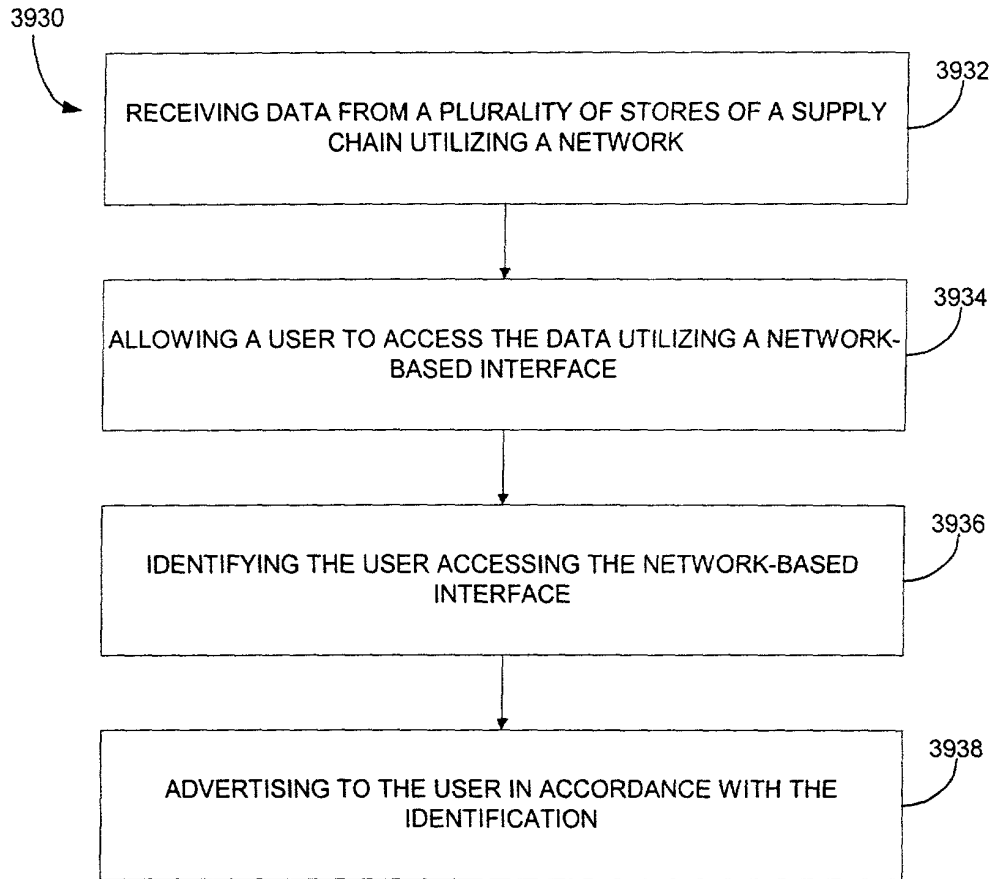 3930
3932
RECEIVING DATA FROM A PLURALITY OF STORES OF A SUPPLY
CHAIN UTILIZING A NETWORK
3934
ALLOWING A USER TO ACCESS THE DATA UTILIZING A NETWORK-
BASED INTERFACE
3936
IDENTIFYING THE USER ACCESSING THE NETWORK-BASED
INTERFACE
3938
ADVERTISING TO THE USER IN ACCORDANCE WITH THE
IDENTIFICATION